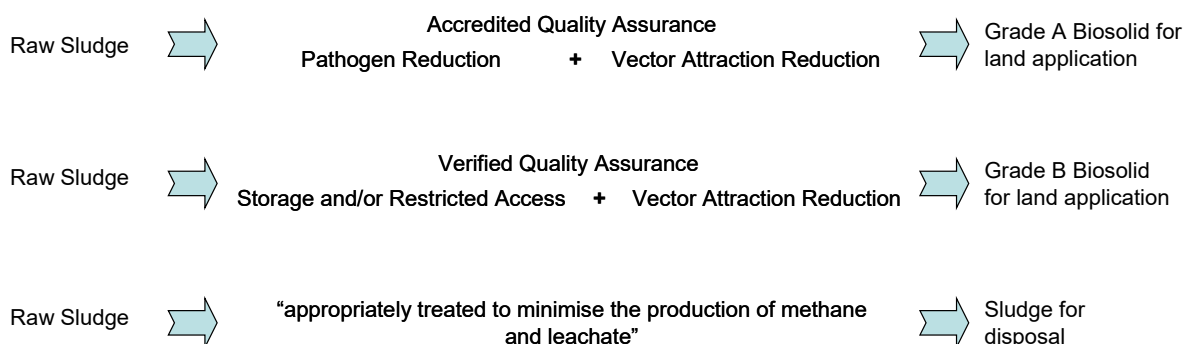 Accredited Quality Assurance
Raw Sludge
Pathogen Reduction + Vector Attraction Reduction
Grade A Biosolid for
land application
Verified Quality Assurance
Raw Sludge
Storage and/or Restricted Access + Vector Attraction Reduction
Grade B Biosolid
for land application
Raw Sludge
“appropriately treated to minimise the production of methane
and leachate”
Sludge for
disposal